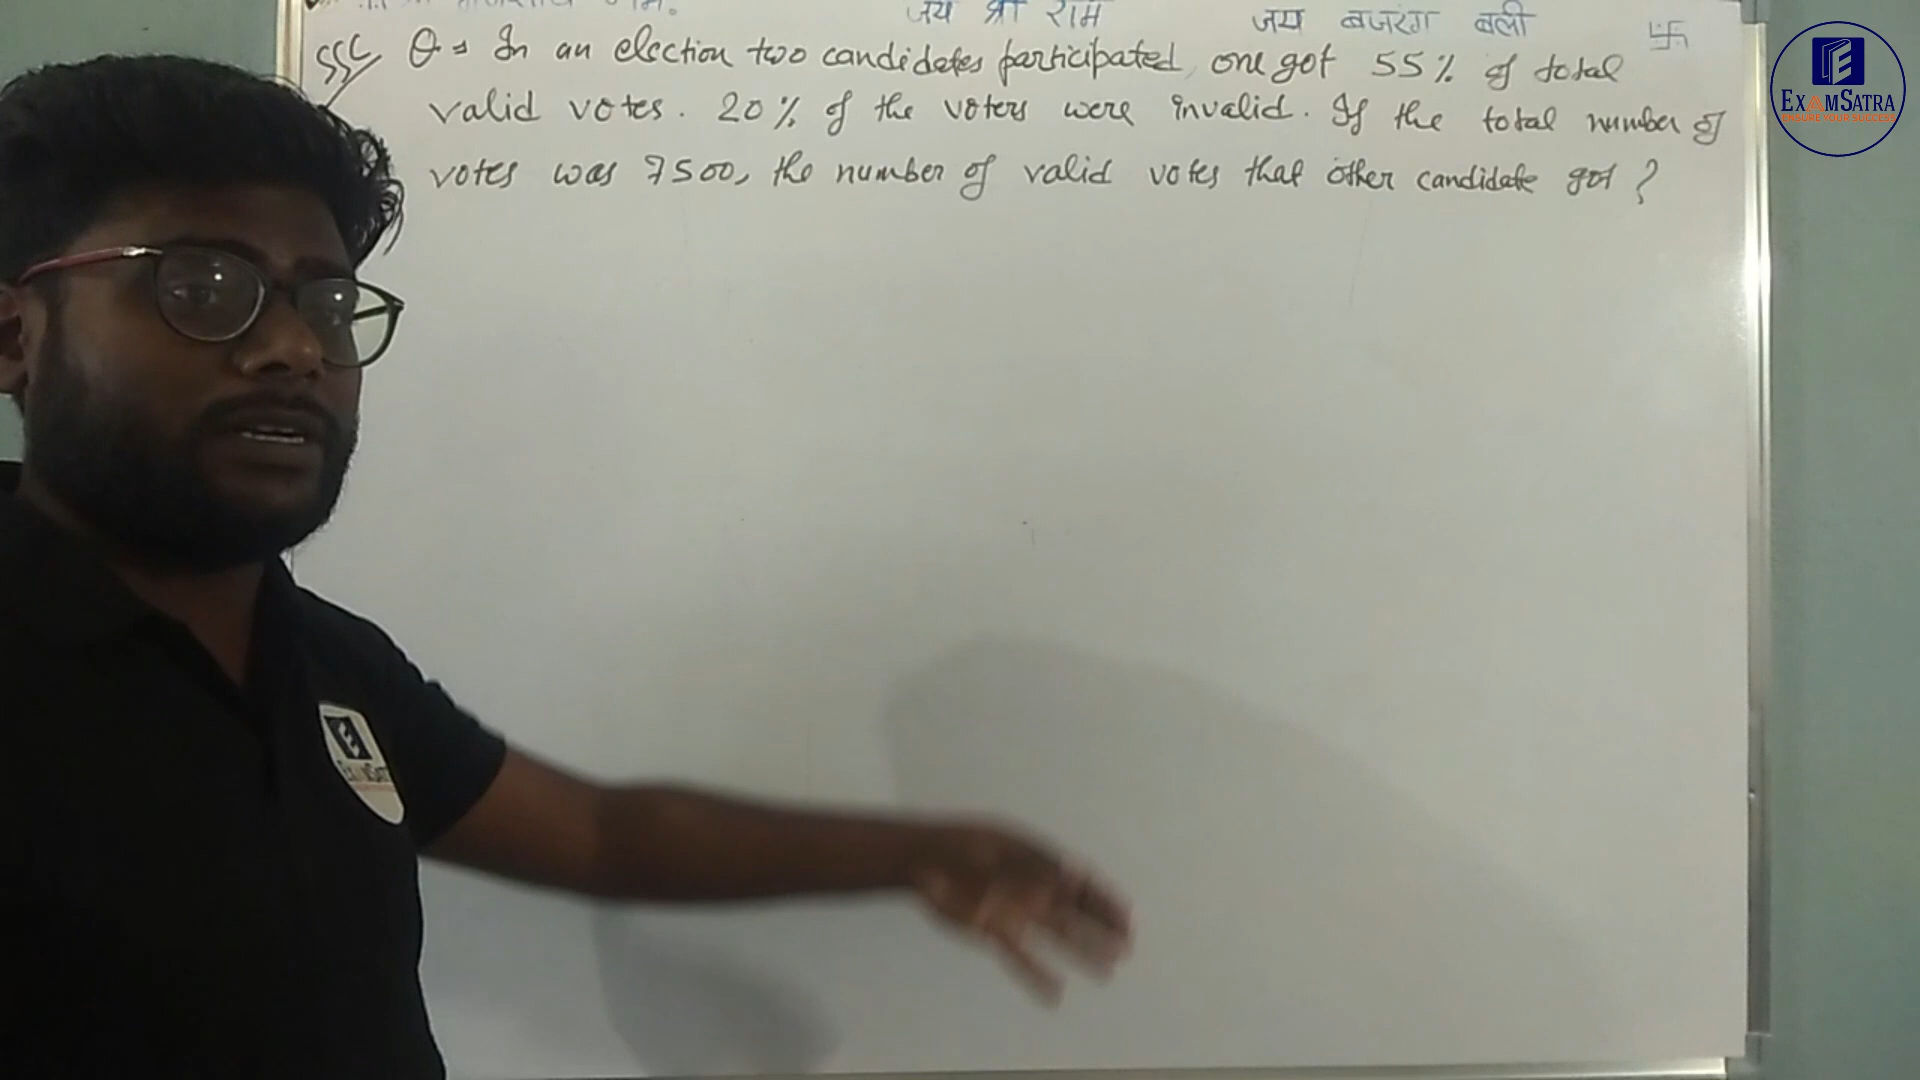 जय श्री राम जय बजरंग बली 卐
SSC Q → In an election two candidates participated, one got 55% of total
valid votes. 20% of the voters were invalid. If the total number of
votes was 7500, the number of valid votes that other candidate got ?
EXAMSATRA
ENSURE YOUR SUCCESS